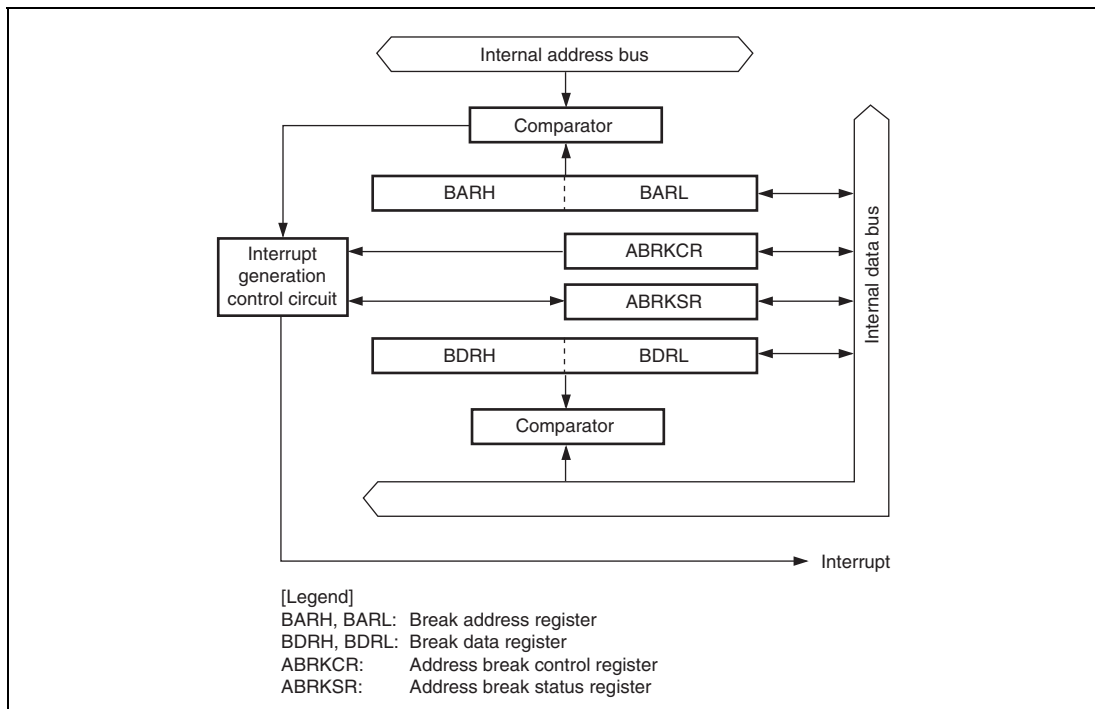 Internal address bus
Comparator
BARH
BARL
Interrupt
generation
control circuit
ABRKCR
ABRKSR
Internal data bus
BDRH
BDRL
Comparator
Interrupt
[Legend]
BARH, BARL: Break address register
BDRH, BDRL: Break data register
ABRKCR: Address break control register
ABRKSR: Address break status register